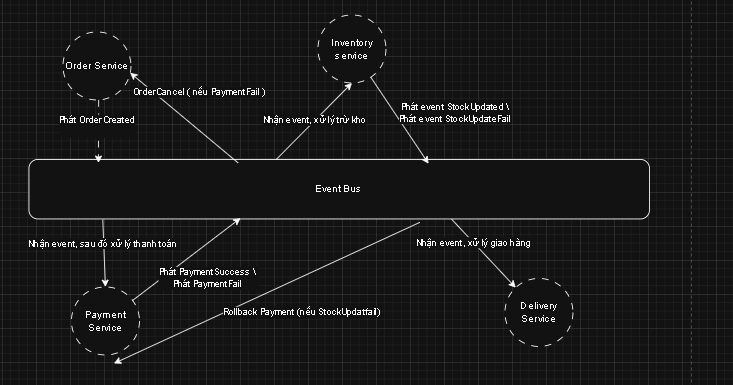 Order Service
Inventory
service
OrderCancel ( nếu PaymentFail )
Phát OrderCreated
Nhận event, xử lý trừ kho
Phát event StockUpdated \
Phát event StockUpdateFail
Event Bus
Nhận event, sau đó xử lý thanh toán
Nhận event, xử lý giao hàng
Phát PaymentSuccess \
Phát PaymentFail
Rollback Payment (nếu StockUpdatfail)
Payment
Service
Delivery
Service